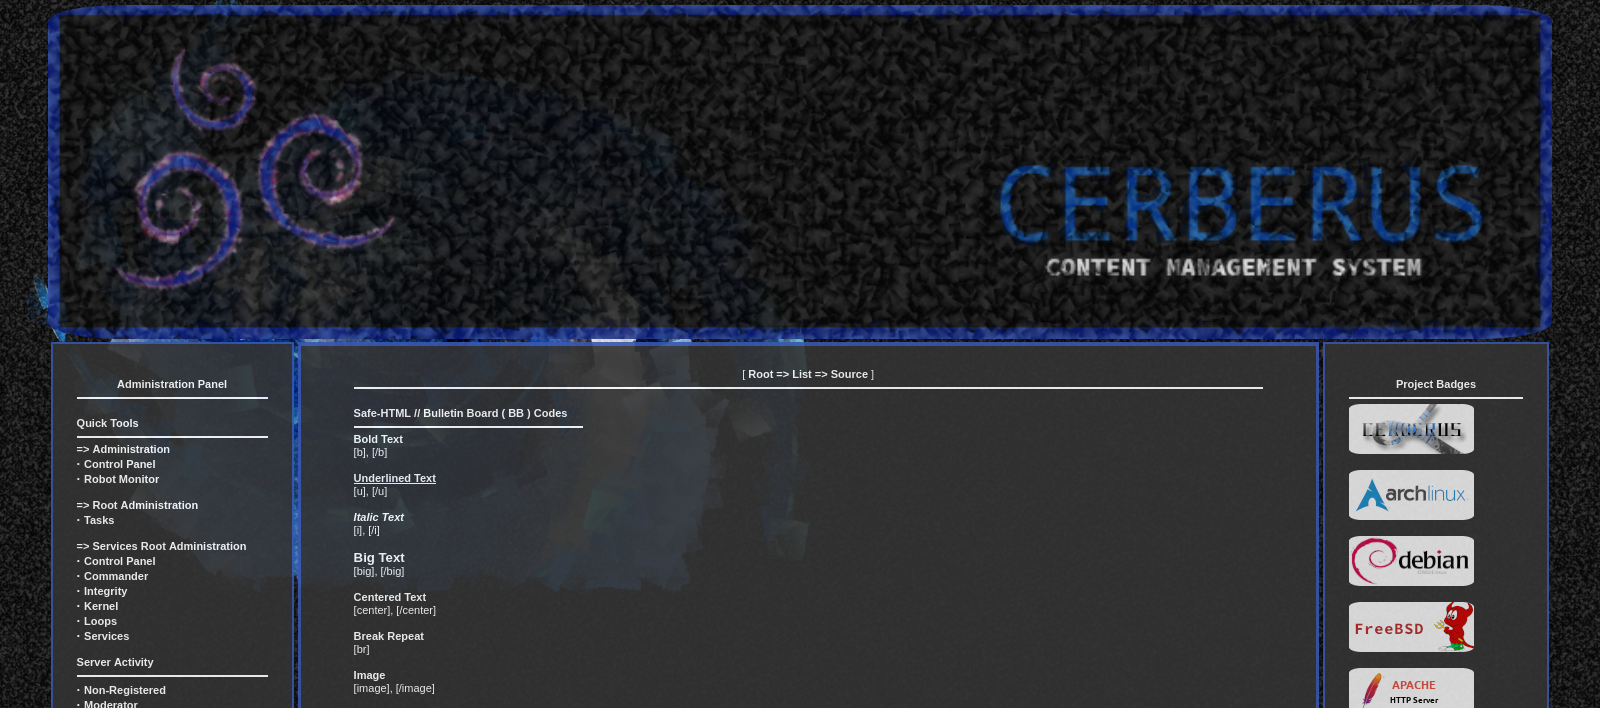 CERBERUS
CONTENT MANAGEMENT SYSTEM
Administration Panel
Quick Tools
=> Administration
· Control Panel
· Robot Monitor
=> Root Administration
· Tasks
=> Services Root Administration
· Control Panel
· Commander
· Integrity
· Kernel
· Loops
· Services
Server Activity
· Non-Registered
· Moderator
[ Root => List => Source ]
Safe-HTML // Bulletin Board ( BB ) Codes
Bold Text
[b], [/b]
Underlined Text
[u], [/u]
Italic Text
[i], [/i]
Big Text
[big], [/big]
Centered Text
[center], [/center]
Break Repeat
[br]
Image
[image], [/image]
Project Badges
CERBERUS
archlinux
debian
FreeBSD
APACHE
HTTP Server